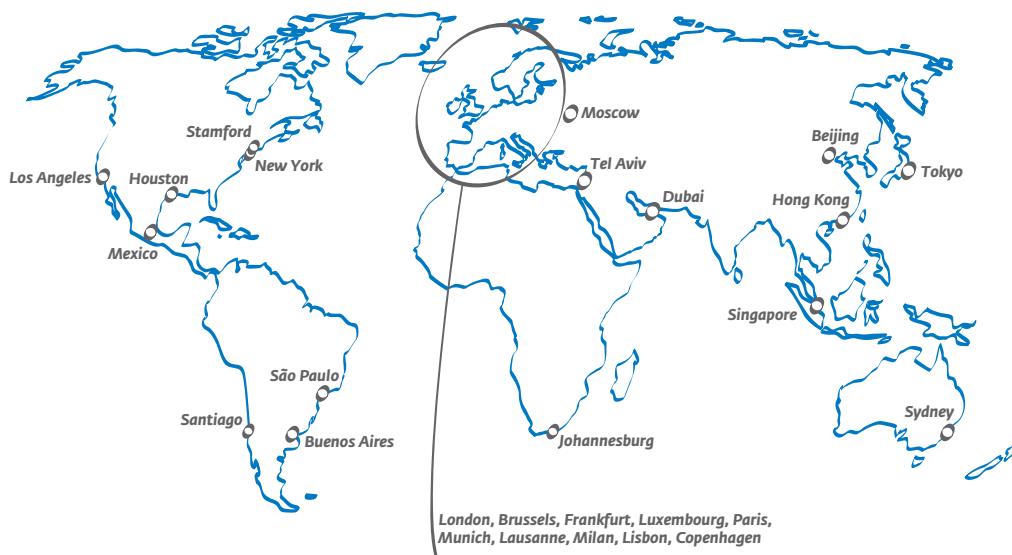 Moscow
Stamford
Beijing
New York
Tel Aviv
Los Angeles
Houston
Tokyo
Dubai
Hong Kong
Mexico
Singapore
São Paulo
Sydney
Santiago
Buenos Aires
Johannesburg
London, Brussels, Frankfurt, Luxembourg, Paris,
Munich, Lausanne, Milan, Lisbon, Copenhagen